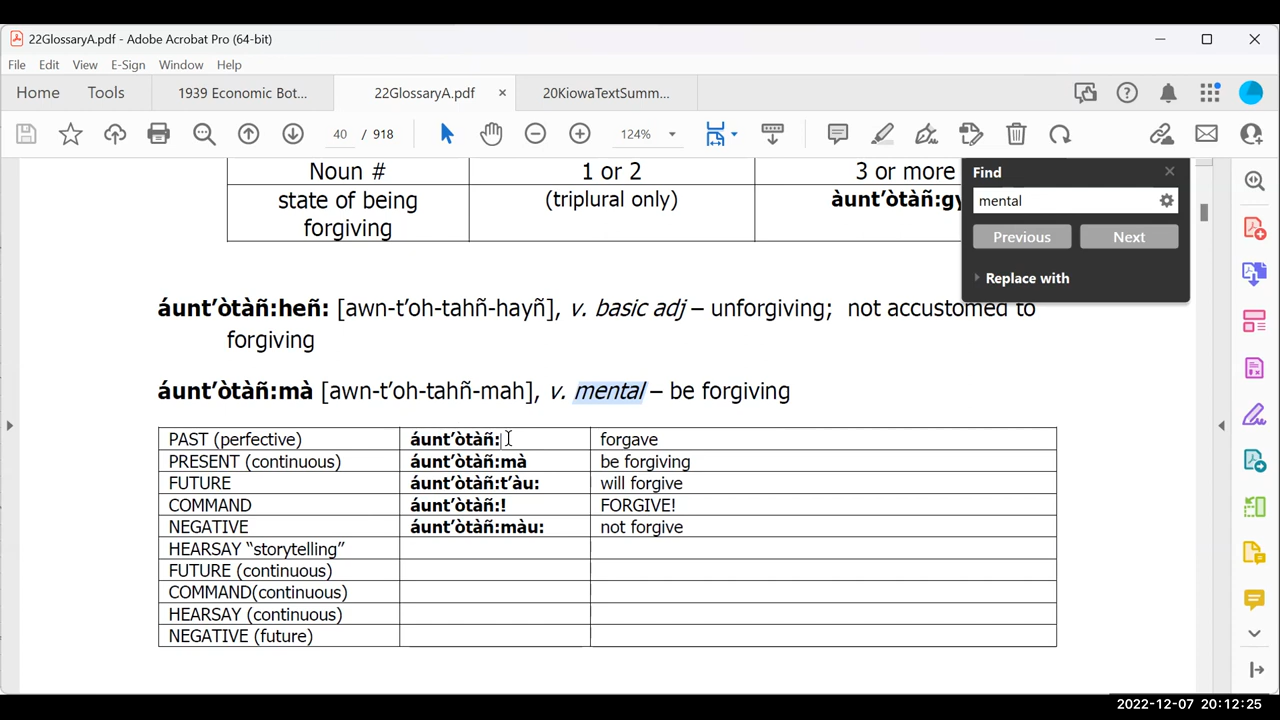 22GlossaryA.pdf - Adobe Acrobat Pro (64-bit)
File Edit View E-Sign Window Help
Home Tools 1939 Economic Bot... 22GlossaryA.pdf 20KiowaTextSumm...
40 / 918 124%
Noun # 1 or 2 3 or more
state of being (triplural only) àunt’òtàñ:gy
forgiving
Find
mental
Previous Next
Replace with
áunt’òtàñ:heñ: [awn-t’oh-tahñ-hayñ], v. basic adj – unforgiving; not accustomed to
forgiving
áunt’òtàñ:mà [awn-t’oh-tahñ-mah], v. mental – be forgiving
PAST (perfective) áunt’òtàñ: forgave
PRESENT (continuous) áunt’òtàñ:mà be forgiving
FUTURE áunt’òtàñ:t’àu: will forgive
COMMAND áunt’òtàñ:! FORGIVE!
NEGATIVE áunt’òtàñ:màu: not forgive
HEARSAY “storytelling”
FUTURE (continuous)
COMMAND(continuous)
HEARSAY (continuous)
NEGATIVE (future)
2022-12-07 20:12:25